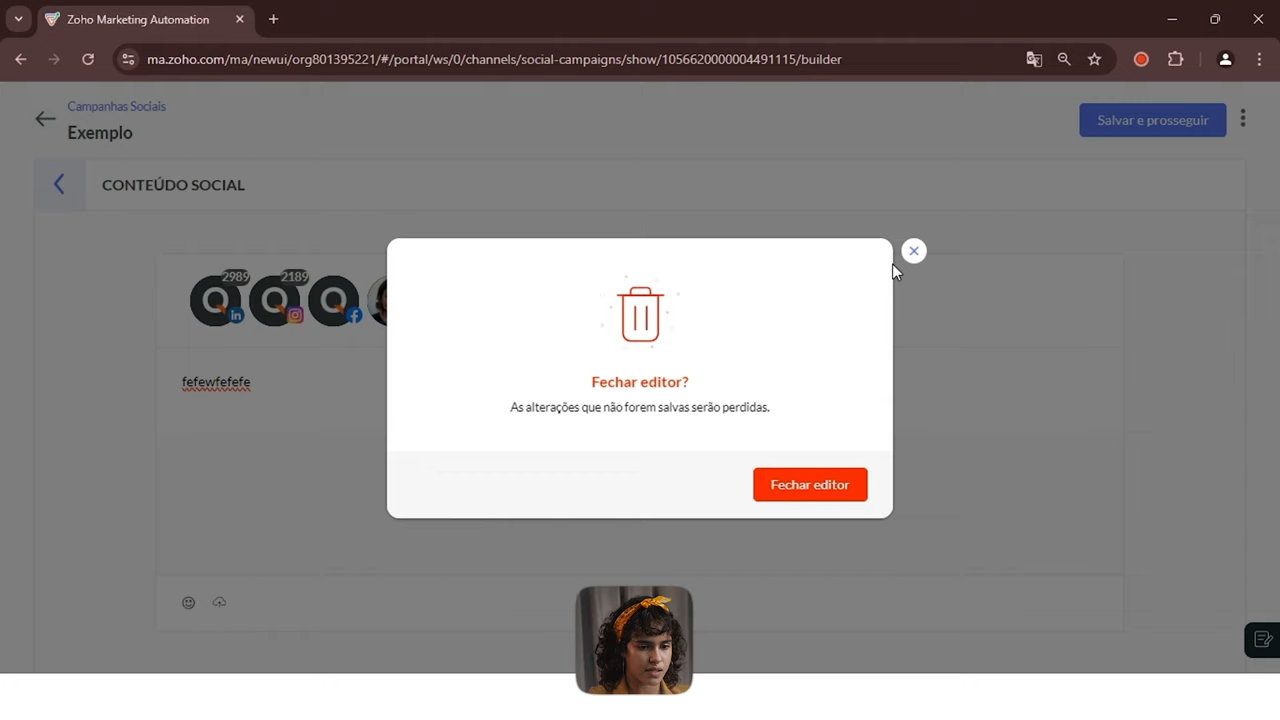 Zoho Marketing Automation
ma.zoho.com/ma/newui/org801395221/#/portal/ws/0/channels/social-campaigns/show/1056620000004491115/builder
Campanhas Sociais
Exemplo
Salvar e prosseguir
CONTEÚDO SOCIAL
2989
2189
fefewfefefe
Fechar editor?
As alterações que não forem salvas serão perdidas.
Fechar editor